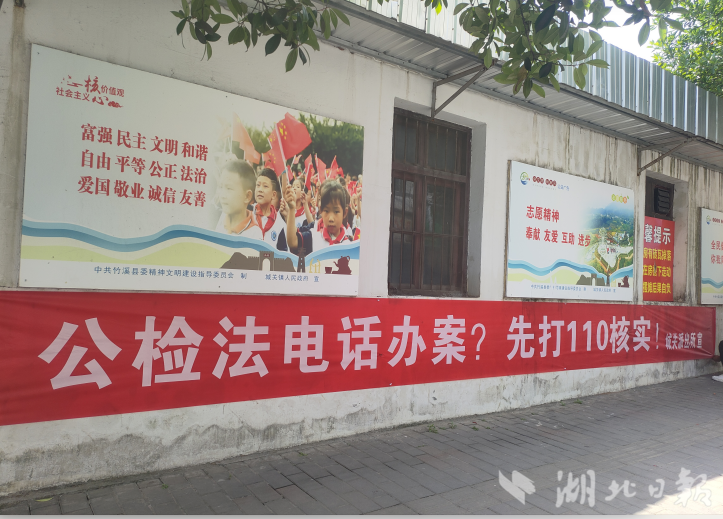 社会主义核心价值观
富强 民主 文明 和谐
自由 平等 公正 法治
爱国 敬业 诚信 友善
中共竹溪县委精神文明建设指导委员会 制 城关镇人民政府 宣
志愿精神
奉献 友爱 互助 进步
馨提示
公检法电话办案？先打110核实！城关派出所宣
湖北日报